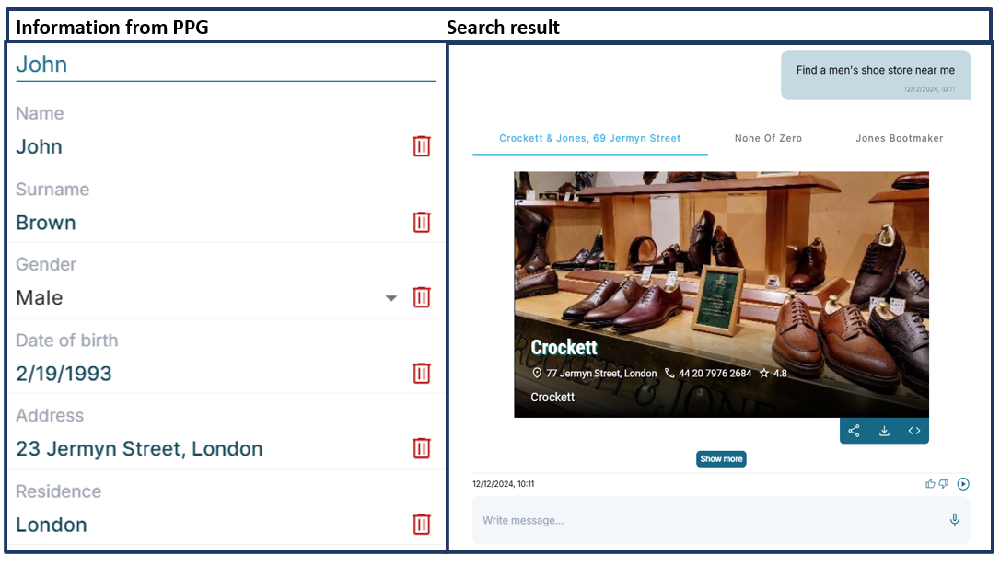 Information from PPG
Search result
John
Name
John
Surname
Brown
Gender
Male
Date of birth
2/19/1993
Address
23 Jermyn Street, London
Residence
London
Find a men's shoe store near me
12/12/2024, 10:11
Crockett & Jones, 69 Jermyn Street
None Of Zero
Jones Bootmaker
Crockett
77 Jermyn Street, London 44 20 7976 2684 4.8
Crockett
CROCKETT & JONES
Show more
12/12/2024, 10:11
Write message...